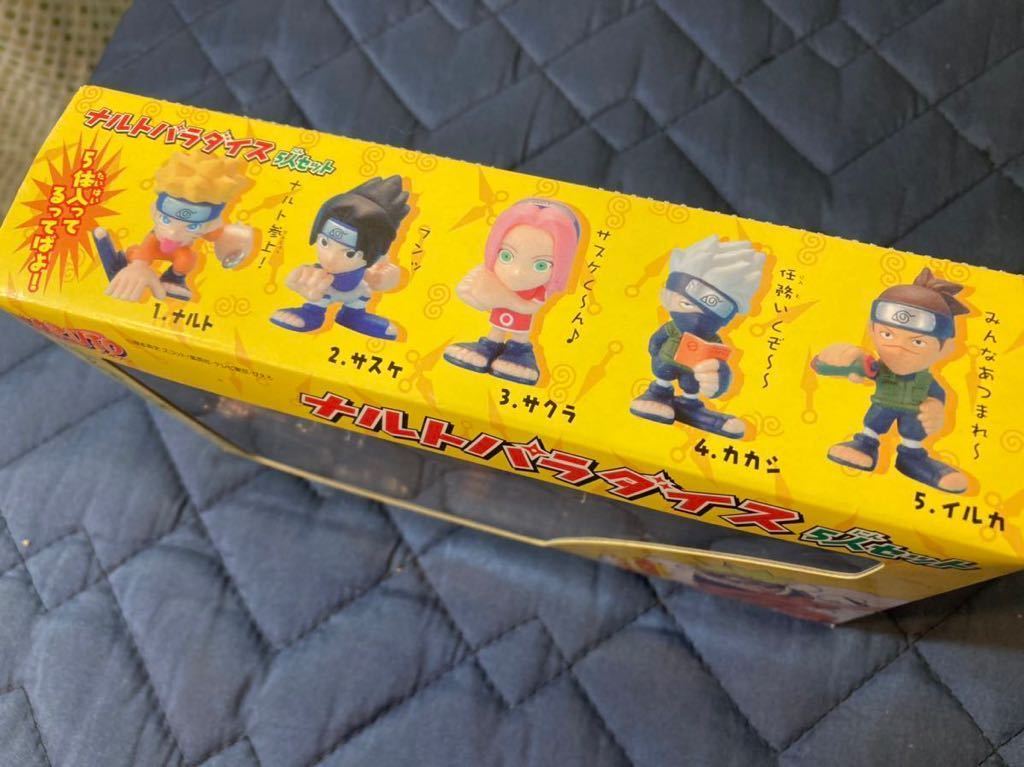 ナルトパラダイス 5人セット
5体入って
るってばよ!
ナルト参上!
1.ナルト
フンッ
2.サスケ
サスケく〜ん♪
3.サクラ
任務いくぞ〜〜
4.カカシ
みんなあつまれ〜
5.イルカ
ナルトパラダイス 5人セット